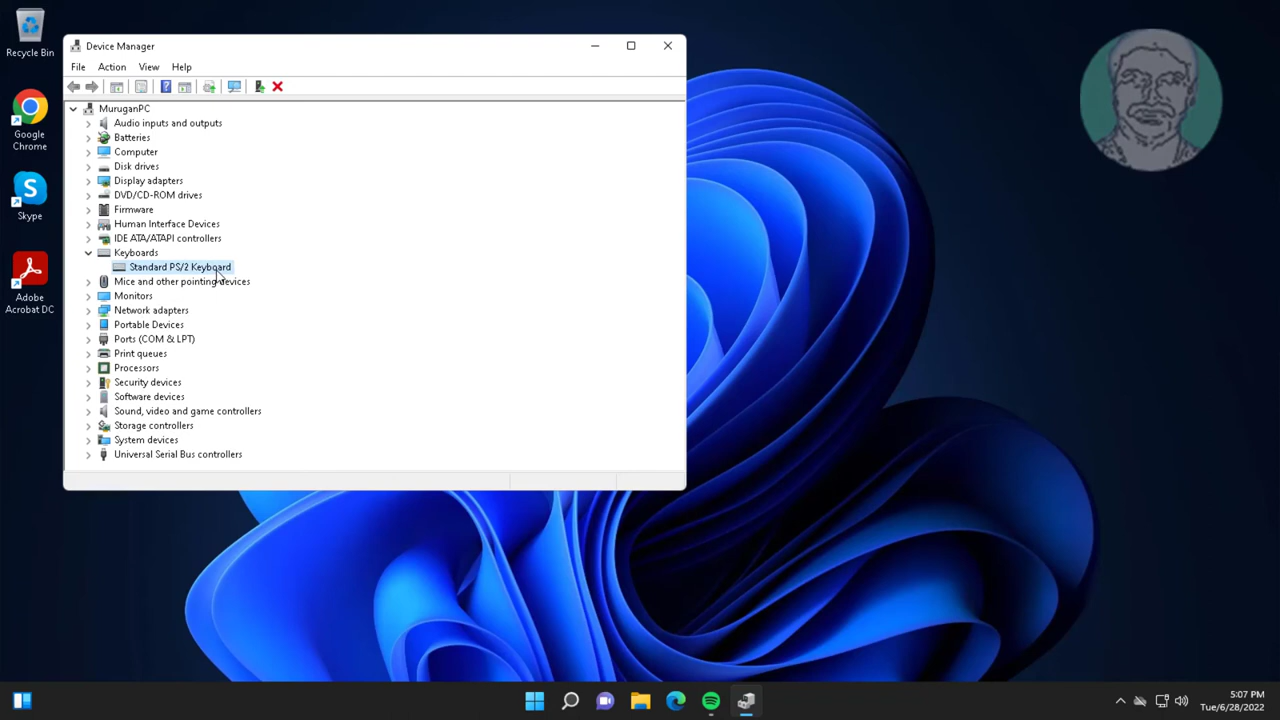 Recycle Bin
Google
Chrome
Skype
Adobe
Acrobat DC
Device Manager
File Action View Help
MuruganPC
Audio inputs and outputs
Batteries
Computer
Disk drives
Display adapters
DVD/CD-ROM drives
Firmware
Human Interface Devices
IDE ATA/ATAPI controllers
Keyboards
Standard PS/2 Keyboard
Mice and other pointing devices
Monitors
Network adapters
Portable Devices
Ports (COM & LPT)
Print queues
Processors
Security devices
Software devices
Sound, video and game controllers
Storage controllers
System devices
Universal Serial Bus controllers
5:07 PM
Tue/6/28/2022